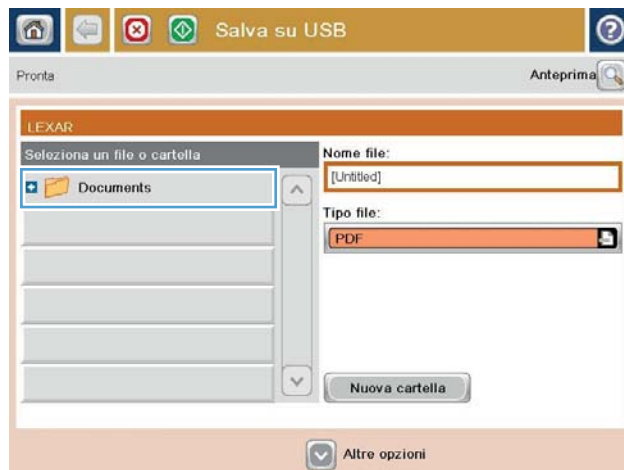 Salva su USB
?
Pronta
Anteprima
LEXAR
Seleziona un file o cartella
Nome file:
[Untitled]
Documents
Tipo file:
PDF
Nuova cartella
Altre opzioni